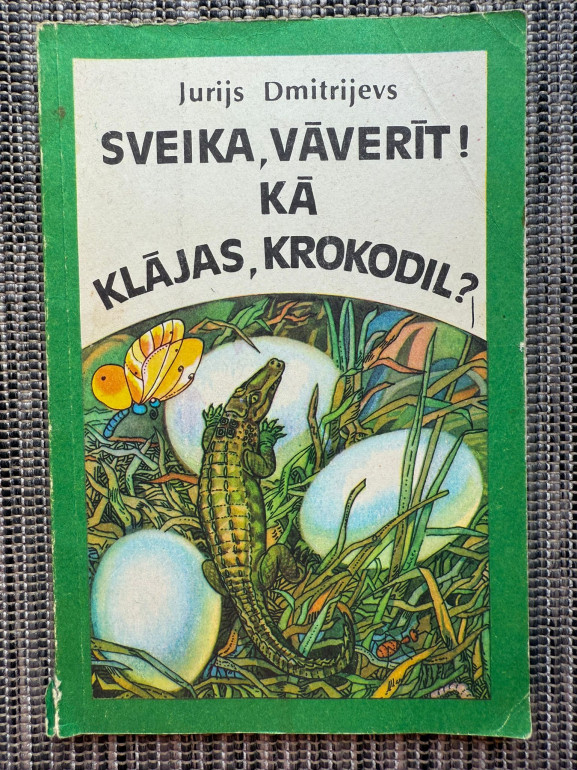 Jurijs Dmitrijevs
SVEIKA, VĀVERĪT!
KĀ
KLĀJAS, KROKODIL?